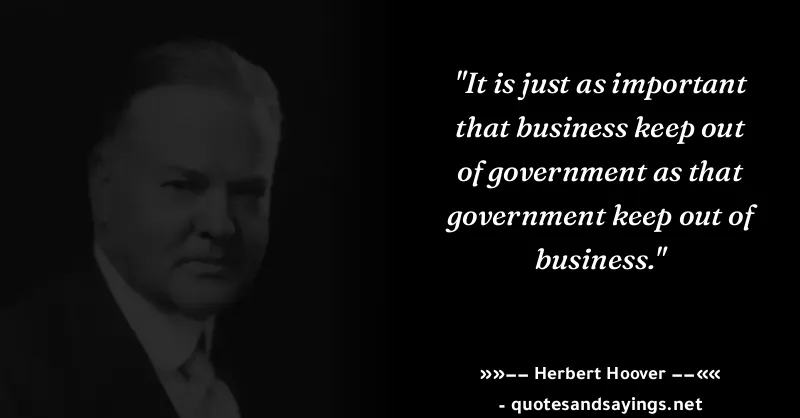 "It is just as important
that business keep out
of government as that
government keep out of
business."
»»−− Herbert Hoover −−««
- quotesandsayings.net